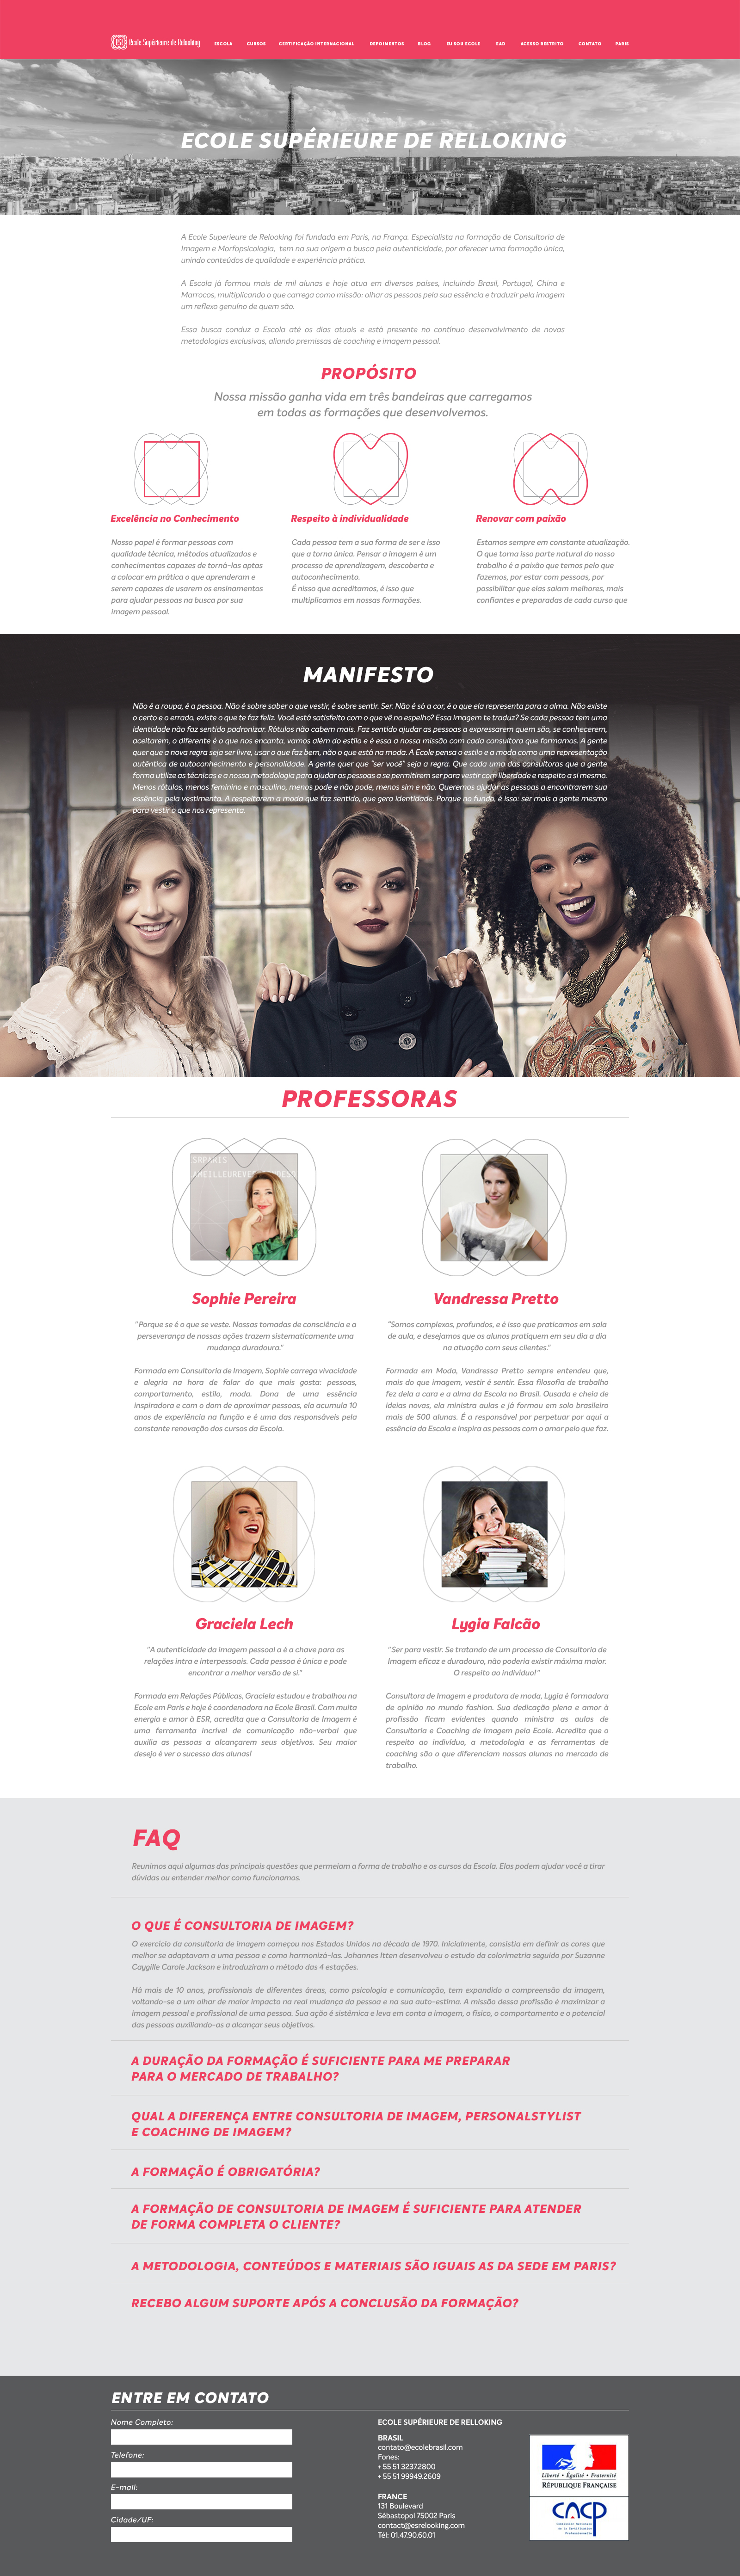 Ecole Supérieure de Relooking
ESCOLA CURSOS CERTIFICAÇÃO INTERNACIONAL DEPOIMENTOS BLOG EU SOU ECOLE EAD ACESSO RESTRITO CONTATO PARIS
ECOLE SUPÉRIEURE DE RELLOKING
A Ecole Superieure de Relooking foi fundada em Paris, na França. Especialista na formação de Consultoria de
Imagem e Morfopsicologia, tem na sua origem a busca pela autenticidade, por oferecer uma formação única,
unindo conteúdos de qualidade e experiência prática.
A Escola já formou mais de mil alunas e hoje atua em diversos países, incluindo Brasil, Portugal, China e
Marrocos, multiplicando o que carrega como missão: olhar as pessoas pela sua essência e traduzir pela imagem
um reflexo genuíno de quem são.
Essa busca conduz a Escola até os dias atuais e está presente no contínuo desenvolvimento de novas
metodologias exclusivas, aliando premissas de coaching e imagem pessoal.
PROPÓSITO
Nossa missão ganha vida em três bandeiras que carregamos
em todas as formações que desenvolvemos.
Excelência no Conhecimento
Nosso papel é formar pessoas com
qualidade técnica, métodos atualizados e
conhecimentos capazes de torná-las aptas
a colocar em prática o que aprenderam e
serem capazes de usarem os ensinamentos
para ajudar pessoas na busca por sua
imagem pessoal.
Respeito à individualidade
Cada pessoa tem a sua forma de ser e isso
que a torna única. Pensar a imagem é um
processo de aprendizagem, descoberta e
autoconhecimento.
É nisso que acreditamos, é isso que
multiplicamos em nossas formações.
Renovar com paixão
Estamos sempre em constante atualização.
O que torna isso parte natural do nosso
trabalho é a paixão que temos pelo que
fazemos, por estar com pessoas, por
possibilitar que elas saiam melhores, mais
confiantes e preparadas de cada curso que
MANIFESTO
Não é a roupa, é a pessoa. Não é sobre saber o que vestir, é sobre sentir. Ser. Não é só a cor, é o que ela representa para a alma. Não existe
o certo e o errado, existe o que te faz feliz. Você está satisfeito com o que vê no espelho? Essa imagem te traduz? Se cada pessoa tem uma
identidade não faz sentido padronizar. Rótulos não cabem mais. Faz sentido ajudar as pessoas a expressarem quem são, se conhecerem,
aceitarem, o diferente é o que nos encanta, vamos além do estilo e é essa a nossa missão com cada consultora que formamos. A gente
quer que a nova regra seja ser livre, usar o que faz bem, não o que está na moda. A Ecole pensa o estilo e a moda como uma representação
autêntica de autoconhecimento e personalidade. A gente quer que "ser você" seja a regra. Que cada uma das consultoras que a gente
forma utilize as técnicas e a nossa metodologia para ajudar as pessoas a se permitirem ser para vestir com liberdade e respeito a si mesmo.
Menos rótulos, menos feminino e masculino, menos pode e não pode, menos sim e não. Queremos ajudar as pessoas a encontrarem sua
essência pela vestimenta. A respeitarem a moda que faz sentido, que gera identidade. Porque no fundo, é isso: ser mais a gente mesmo
para vestir o que nos representa.
PROFESSORAS
Sophie Pereira
"Porque se é o que se veste. Nossas tomadas de consciência e a
perseverança de nossas ações trazem sistematicamente uma
mudança duradoura."
Formada em Consultoria de Imagem, Sophie carrega vivacidade
e alegria na hora de falar do que mais gosta: pessoas,
comportamento, estilo, moda. Dona de uma essência
inspiradora e com o dom de aproximar pessoas, ela acumula 10
anos de experiência na função e é uma das responsáveis pela
constante renovação dos cursos da Escola.
Vandressa Pretto
"Somos complexos, profundos, e é isso que praticamos em sala
de aula, e desejamos que os alunos pratiquem em seu dia a dia
na atuação com seus clientes."
Formada em Moda, Vandressa Pretto sempre entendeu que,
mais do que imagem, vestir é sentir. Essa filosofia de trabalho
fez dela a cara e a alma da Escola no Brasil. Ousada e cheia de
ideias novas, ela ministra aulas e já formou em solo brasileiro
mais de 500 alunas. É a responsável por perpetuar por aqui a
essência da Escola e inspira as pessoas com o amor pelo que faz.
Graciela Lech
"A autenticidade da imagem pessoal a é a chave para as
relações intra e interpessoais. Cada pessoa é única e pode
encontrar a melhor versão de si."
Formada em Relações Públicas, Graciela estudou e trabalhou na
Ecole em Paris e hoje é coordenadora na Ecole Brasil. Com muita
energia e amor à ESR, acredita que a Consultoria de Imagem é
uma ferramenta incrível de comunicação não-verbal que
auxilia as pessoas a alcançarem seus objetivos. Seu maior
desejo é ver o sucesso das alunas!
Lygia Falcão
"Ser para vestir. Se tratando de um processo de Consultoria de
Imagem eficaz e duradouro, não poderia existir máxima maior.
O respeito ao indivíduo!"
Consultora de Imagem e produtora de moda, Lygia é formadora
de opinião no mundo fashion. Sua dedicação plena e amor à
profissão ficam evidentes quando ministra as aulas de
Consultoria e Coaching de Imagem pela Ecole. Acredita que o
respeito ao indivíduo, a metodologia e as ferramentas de
coaching são o que diferenciam nossas alunas no mercado de
trabalho.
FAQ
Reunimos aqui algumas das principais questões que permeiam a forma de trabalho e os cursos da Escola. Elas podem ajudar você a tirar
dúvidas ou entender melhor como funcionamos.
O QUE É CONSULTORIA DE IMAGEM?
O exercício da consultoria de imagem começou nos Estados Unidos na década de 1970. Inicialmente, consistia em definir as cores que
melhor se adaptavam a uma pessoa e como harmonizá-las. Johannes Itten desenvolveu o estudo da colorimetria seguido por Suzanne
Caygille Carole Jackson e introduziram o método das 4 estações.
Há mais de 10 anos, profissionais de diferentes áreas, como psicologia e comunicação, tem expandido a compreensão da imagem,
voltando-se a um olhar de maior impacto na real mudança da pessoa e na sua auto-estima. A missão dessa profissão é maximizar a
imagem pessoal e profissional de uma pessoa. Sua ação é sistêmica e leva em conta a imagem, o físico, o comportamento e o potencial
das pessoas auxiliando-as a alcançar seus objetivos.
A DURAÇÃO DA FORMAÇÃO É SUFICIENTE PARA ME PREPARAR
PARA O MERCADO DE TRABALHO?
QUAL A DIFERENÇA ENTRE CONSULTORIA DE IMAGEM, PERSONALSTYLIST
E COACHING DE IMAGEM?
A FORMAÇÃO É OBRIGATÓRIA?
A FORMAÇÃO DE CONSULTORIA DE IMAGEM É SUFICIENTE PARA ATENDER
DE FORMA COMPLETA O CLIENTE?
A METODOLOGIA, CONTEÚDOS E MATERIAIS SÃO IGUAIS AS DA SEDE EM PARIS?
RECEBO ALGUM SUPORTE APÓS A CONCLUSÃO DA FORMAÇÃO?
ENTRE EM CONTATO
Nome Completo:
Telefone:
E-mail:
Cidade/UF:
ECOLE SUPÉRIEURE DE RELLOKING
BRASIL
contato@ecolebrasil.com
Fones:
+ 55 51 3237.2800
+ 55 51 99949.2609
FRANCE
131 Boulevard
Sébastopol 75002 Paris
contact@esrelooking.com
Tél: 01.47.90.60.01
Liberté • Égalité • Fraternité
RÉPUBLIQUE FRANÇAISE
cncp
Commission Nationale
de la Certification
Professionnelle